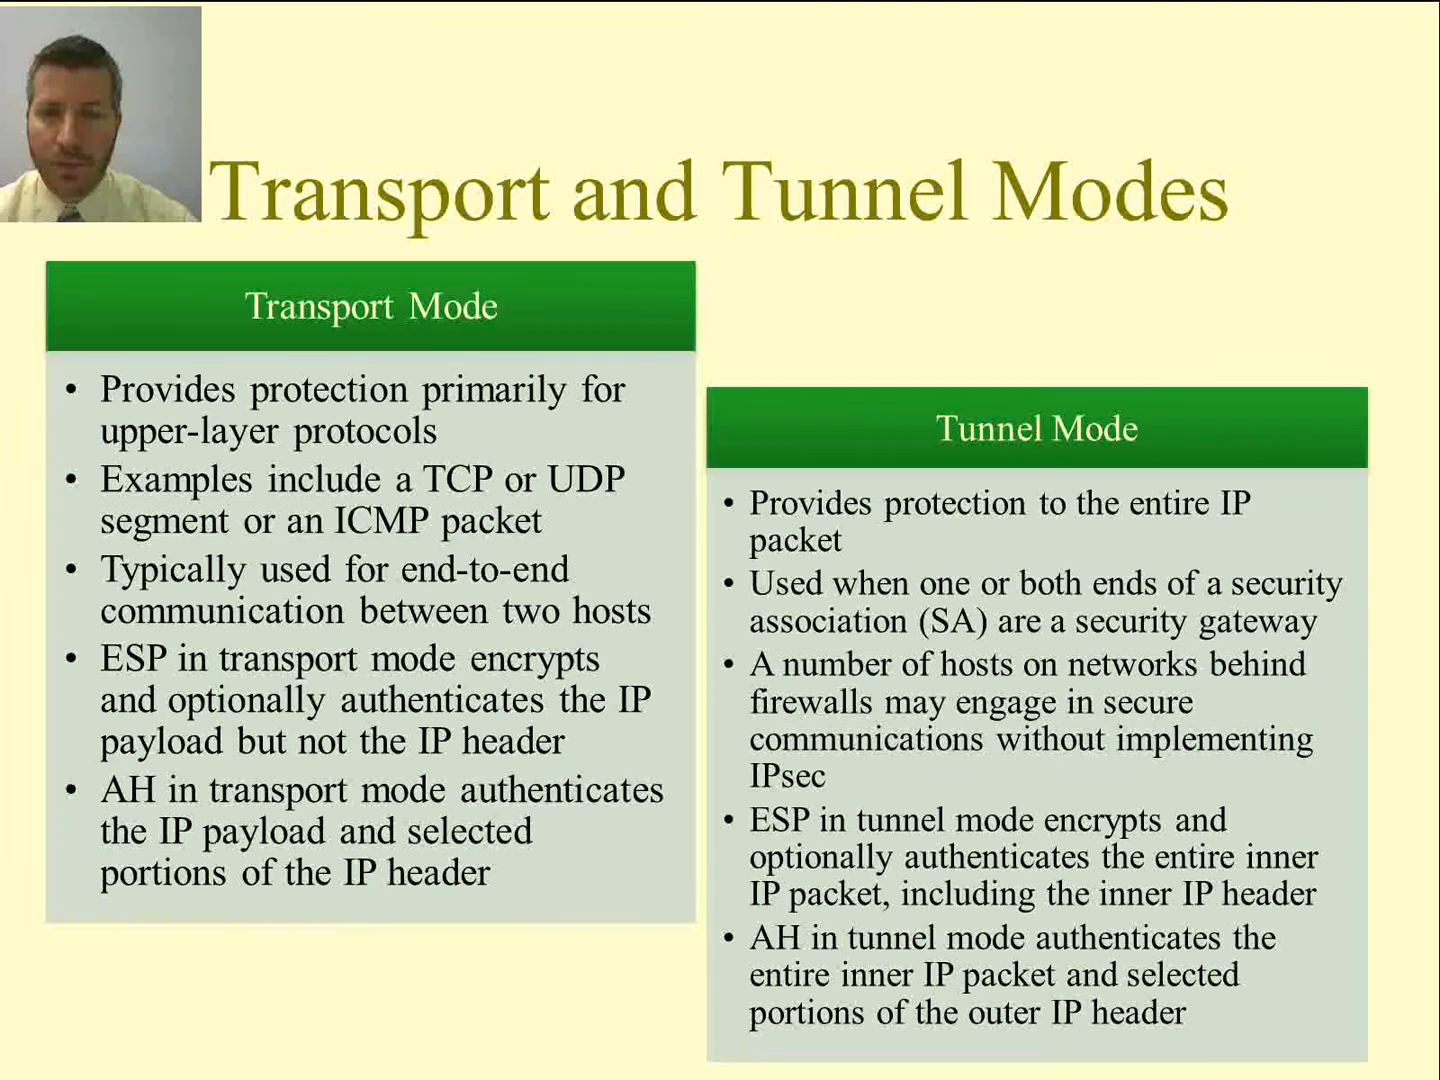 Transport and Tunnel Modes
Transport Mode
• Provides protection primarily for
upper-layer protocols
• Examples include a TCP or UDP
segment or an ICMP packet
• Typically used for end-to-end
communication between two hosts
• ESP in transport mode encrypts
and optionally authenticates the IP
payload but not the IP header
• AH in transport mode authenticates
the IP payload and selected
portions of the IP header
Tunnel Mode
• Provides protection to the entire IP
packet
• Used when one or both ends of a security
association (SA) are a security gateway
• A number of hosts on networks behind
firewalls may engage in secure
communications without implementing
IPsec
• ESP in tunnel mode encrypts and
optionally authenticates the entire inner
IP packet, including the inner IP header
• AH in tunnel mode authenticates the
entire inner IP packet and selected
portions of the outer IP header